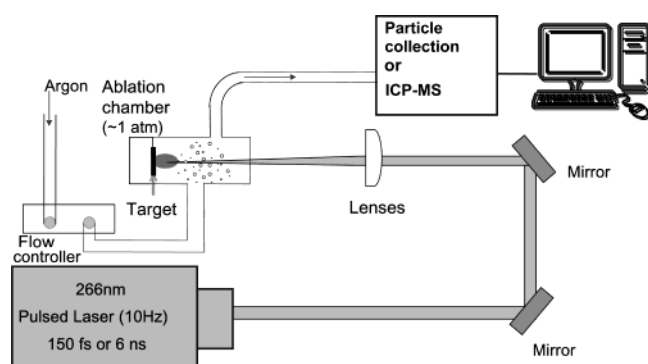 Particle
collection
or
ICP-MS
Argon
Ablation
chamber
(~1 atm)
Mirror
Lenses
Target
Flow
controller
266nm
Pulsed Laser (10Hz)
150 fs or 6 ns
Mirror